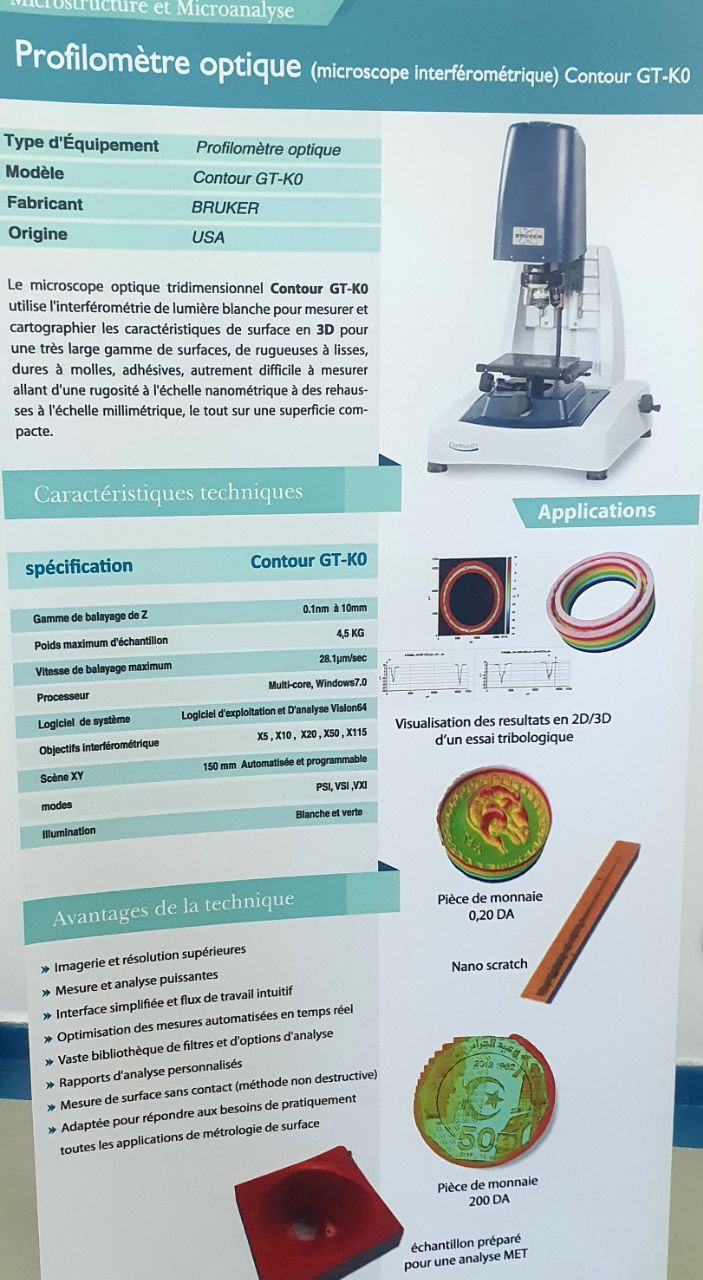 Microstructure et Microanalyse
Profilomètre optique (microscope interférométrique) Contour GT-K0
Type d'Équipement Profilomètre optique
Modèle Contour GT-K0
Fabricant BRUKER
Origine USA
BRUKER
ContourGT
Le microscope optique tridimensionnel Contour GT-K0
utilise l'interférométrie de lumière blanche pour mesurer et
cartographier les caractéristiques de surface en 3D pour
une très large gamme de surfaces, de rugueuses à lisses,
dures à molles, adhésives, autrement difficile à mesurer
allant d'une rugosité à l'échelle nanométrique à des rehaus-
ses à l'échelle millimétrique, le tout sur une superficie com-
pacte.
Caractéristiques techniques
spécification Contour GT-K0
Gamme de balayage de Z 0.1nm à 10mm
Poids maximum d'échantillon 4,5 KG
Vitesse de balayage maximum 28.1µm/sec
Processeur Multi-core, Windows7.0
Logiciel de système Logiciel d'exploitation et D'analyse Vision64
Objectifs interférométrique X5 , X10 , X20 , X50 , X115
Scène XY 150 mm Automatisée et programmable
modes PSI, VSI ,VXI
Illumination Blanche et verte
Avantages de la technique
» Imagerie et résolution supérieures
» Mesure et analyse puissantes
» Interface simplifiée et flux de travail intuitif
» Optimisation des mesures automatisées en temps réel
» Vaste bibliothèque de filtres et d'options d'analyse
» Rapports d'analyse personnalisés
» Mesure de surface sans contact (méthode non destructive)
» Adaptée pour répondre aux besoins de pratiquement
toutes les applications de métrologie de surface
Applications
Visualisation des resultats en 2D/3D
d'un essai tribologique
Pièce de monnaie
0,20 DA
Nano scratch
2012 1962
50
Pièce de monnaie
200 DA
échantillon préparé
pour une analyse MET